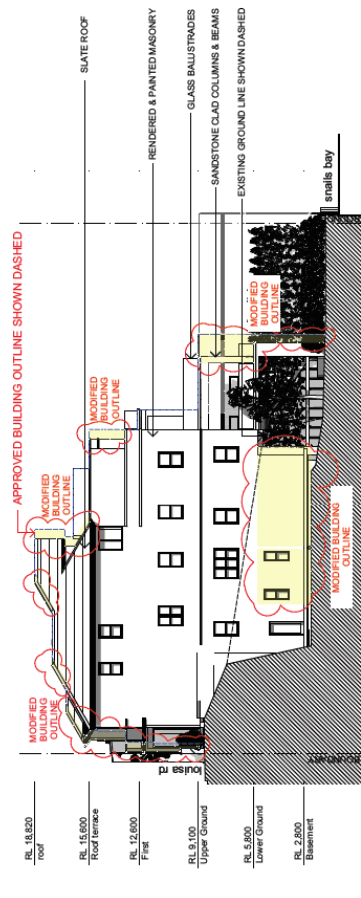 APPROVED BUILDING OUTLINE SHOWN DASHED
SLATE ROOF
RENDERED & PAINTED MASONRY
GLASS BALUSTRADES
SANDSTONE CLAD COLUMNS & BEAMS
EXISTING GROUND LINE SHOWN DASHED
MODIFIED
BUILDING
OUTLINE
MODIFIED
BUILDING
OUTLINE
MODIFIED
BUILDING
OUTLINE
MODIFIED
BUILDING
OUTLINE
MODIFIED BUILDING
OUTLINE
snails bay
louisa rd
BOUNDARY
RL 18,820
roof
RL 15,600
Roof terrace
RL 12,600
First
RL 9,100
Upper Ground
RL 5,800
Lower Ground
RL 2,800
Basement